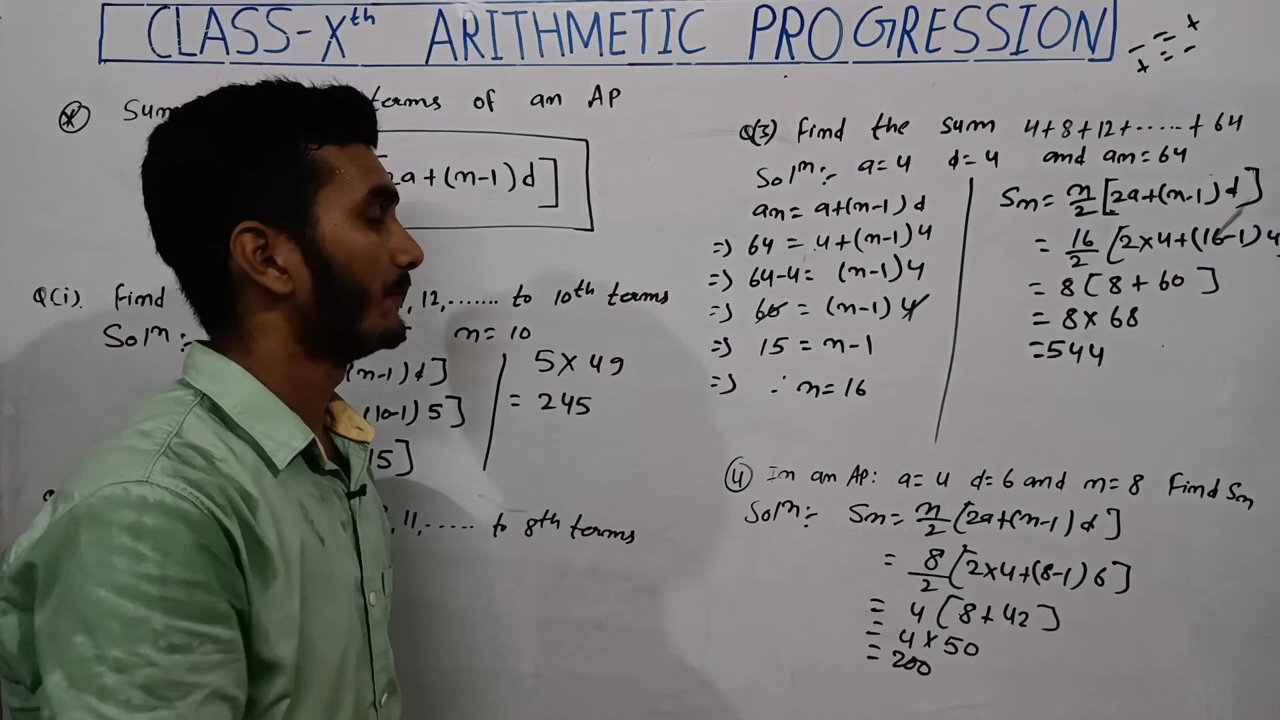 CLASS-Xth ARITHMETIC PROGRESSION
Sum terms of an AP
2a+(n-1)d]
Q(i). Find , 12,....... to 10th terms
Soln:- n=10
(n-1)d]
(10-1)5]
15]
5×49
= 245
, 11,..... to 8th terms
Q(3) Find the sum 4+8+12+.....+64
Soln:- a=4 d=4 and an=64
an= a+(n-1)d
=> 64 = 4+(n-1)4
=> 64-4= (n-1)4
=> 60 = (n-1)4
=> 15 = n-1
=> ∴ n=16
Sn= n/2 [2a+(n-1)d]
= 16/2 [2×4+(16-1)4
= 8[8+60]
= 8×68
=544
④ In an AP: a=4 d=6 and n=8 Find Sn
Soln:- Sn= n/2 [2a+(n-1)d]
= 8/2 [2×4+(8-1)6]
= 4[8+42]
= 4×50
= 200